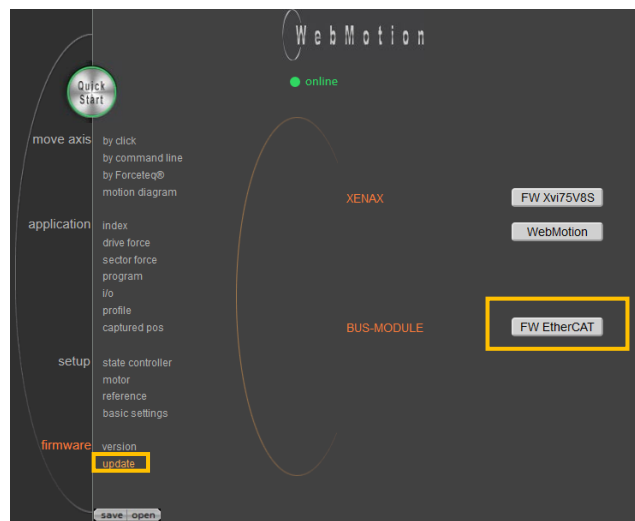 WebMotion
online
Quick
Start
move axis
by click
by command line
by Forceteq®
motion diagram
application
index
drive force
sector force
program
i/o
profile
captured pos
setup
state controller
motor
reference
basic settings
firmware
version
update
save open
XENAX
FW Xvi75V8S
WebMotion
BUS-MODULE
FW EtherCAT